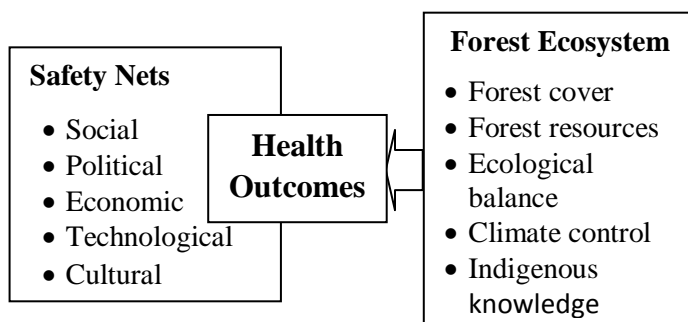 Safety Nets
• Social
• Political
• Economic
• Technological
• Cultural
Health
Outcomes
Forest Ecosystem
• Forest cover
• Forest resources
• Ecological
balance
• Climate control
• Indigenous
knowledge